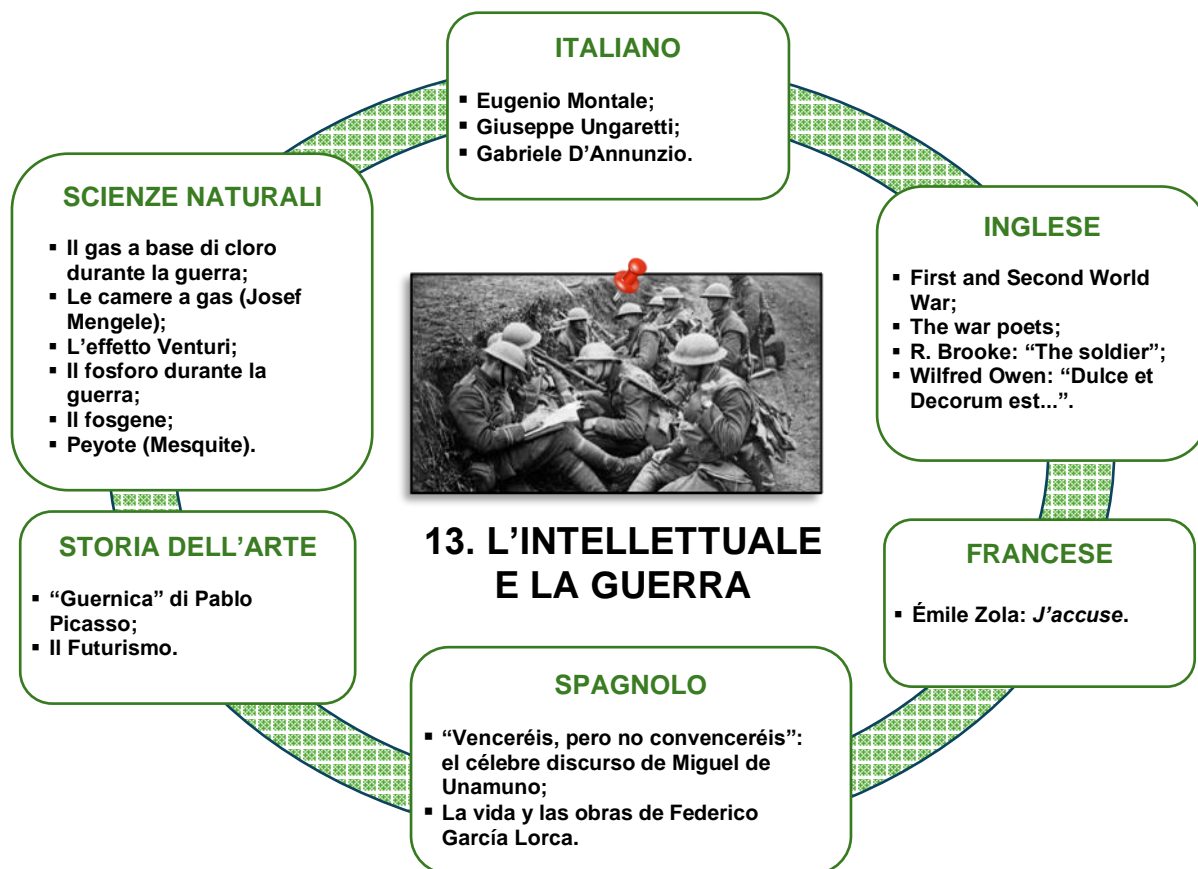 ITALIANO
▪ Eugenio Montale;
▪ Giuseppe Ungaretti;
▪ Gabriele D’Annunzio.
SCIENZE NATURALI
▪ Il gas a base di cloro
durante la guerra;
▪ Le camere a gas (Josef
Mengele);
▪ L’effetto Venturi;
▪ Il fosforo durante la
guerra;
▪ Il fosgene;
▪ Peyote (Mesquite).
INGLESE
▪ First and Second World
War;
▪ The war poets;
▪ R. Brooke: “The soldier”;
▪ Wilfred Owen: “Dulce et
Decorum est...”.
13. L’INTELLETTUALE
E LA GUERRA
STORIA DELL’ARTE
▪ “Guernica” di Pablo
Picasso;
▪ Il Futurismo.
FRANCESE
▪ Émile Zola: J’accuse.
SPAGNOLO
▪ “Venceréis, pero no convenceréis”:
el célebre discurso de Miguel de
Unamuno;
▪ La vida y las obras de Federico
García Lorca.